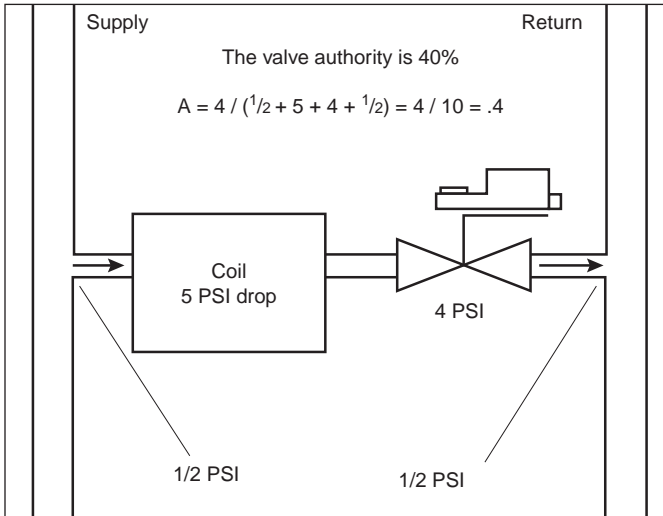 Supply
Return
The valve authority is 40%
A = 4 / (1/2 + 5 + 4 + 1/2) = 4 / 10 = .4
Coil
5 PSI drop
4 PSI
1/2 PSI
1/2 PSI